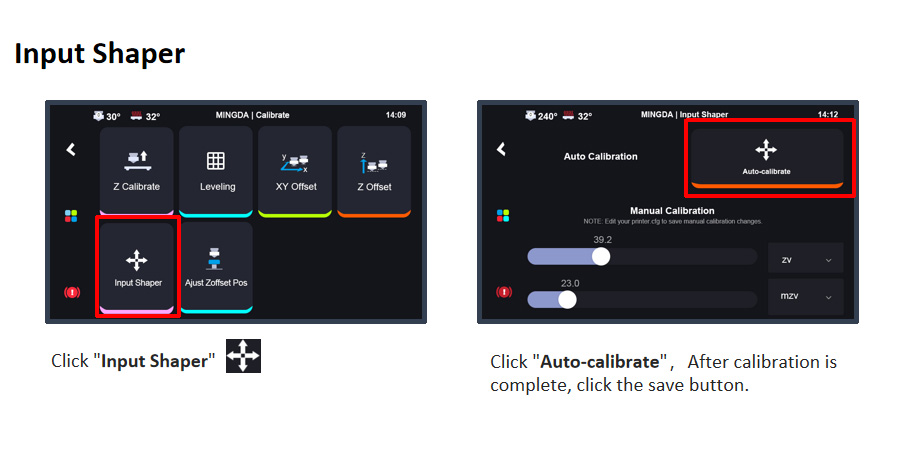 Input Shaper
30° 32° MINGDA | Calibrate 14:09
Z Calibrate
Leveling
Y
X
XY Offset
Z
Z Offset
Input Shaper
Ajust Zoffset Pos
Click "Input Shaper"
240° 32° MINGDA | Input Shaper 14:12
Auto Calibration
Auto-calibrate
Manual Calibration
NOTE: Edit your printer.cfg to save manual calibration changes.
39.2
zv
23.0
mzv
Click "Auto-calibrate"， After calibration is
complete, click the save button.